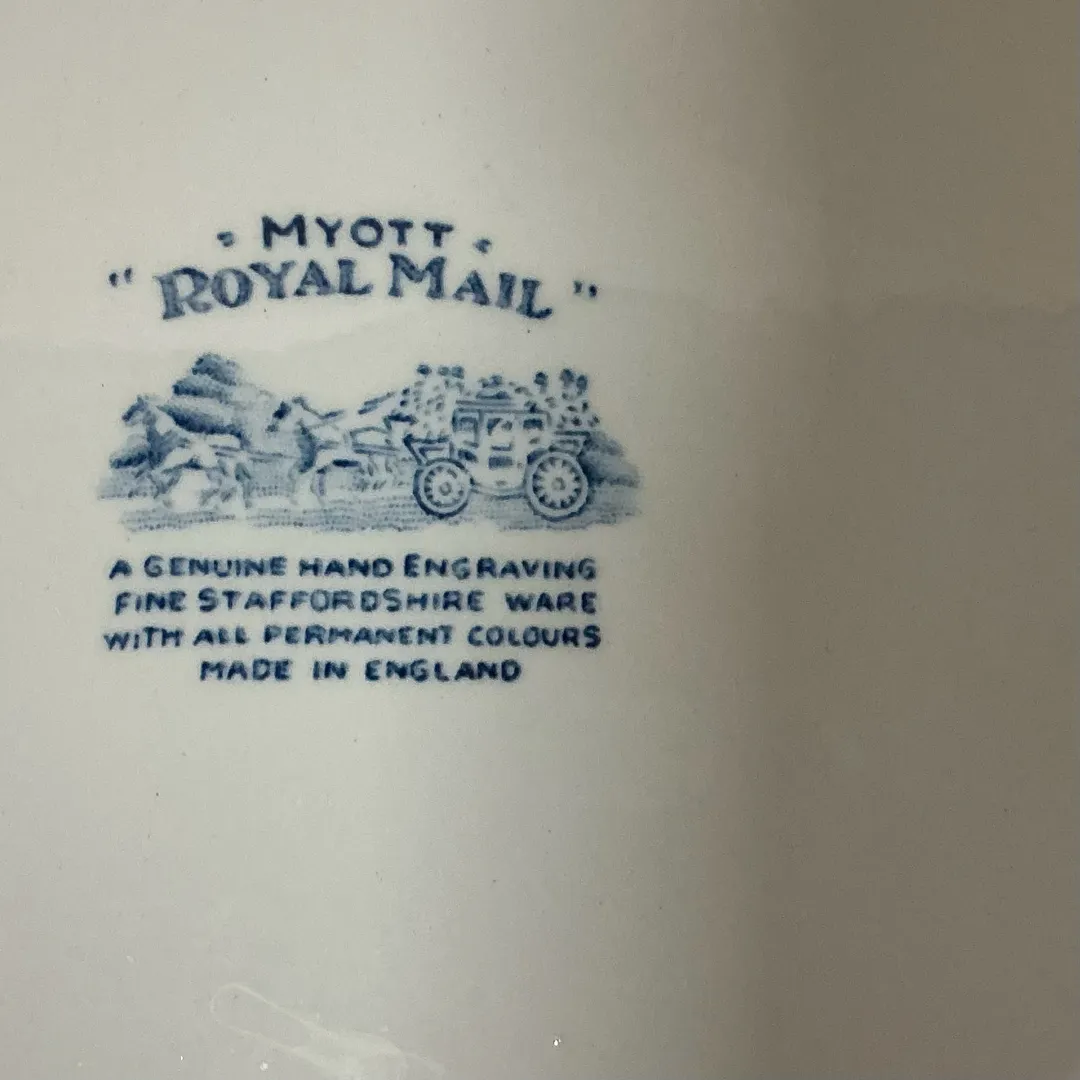 MYOTT
"ROYAL MAIL"
A GENUINE HAND ENGRAVING
FINE STAFFORDSHIRE WARE
WITH ALL PERMANENT COLOURS
MADE IN ENGLAND